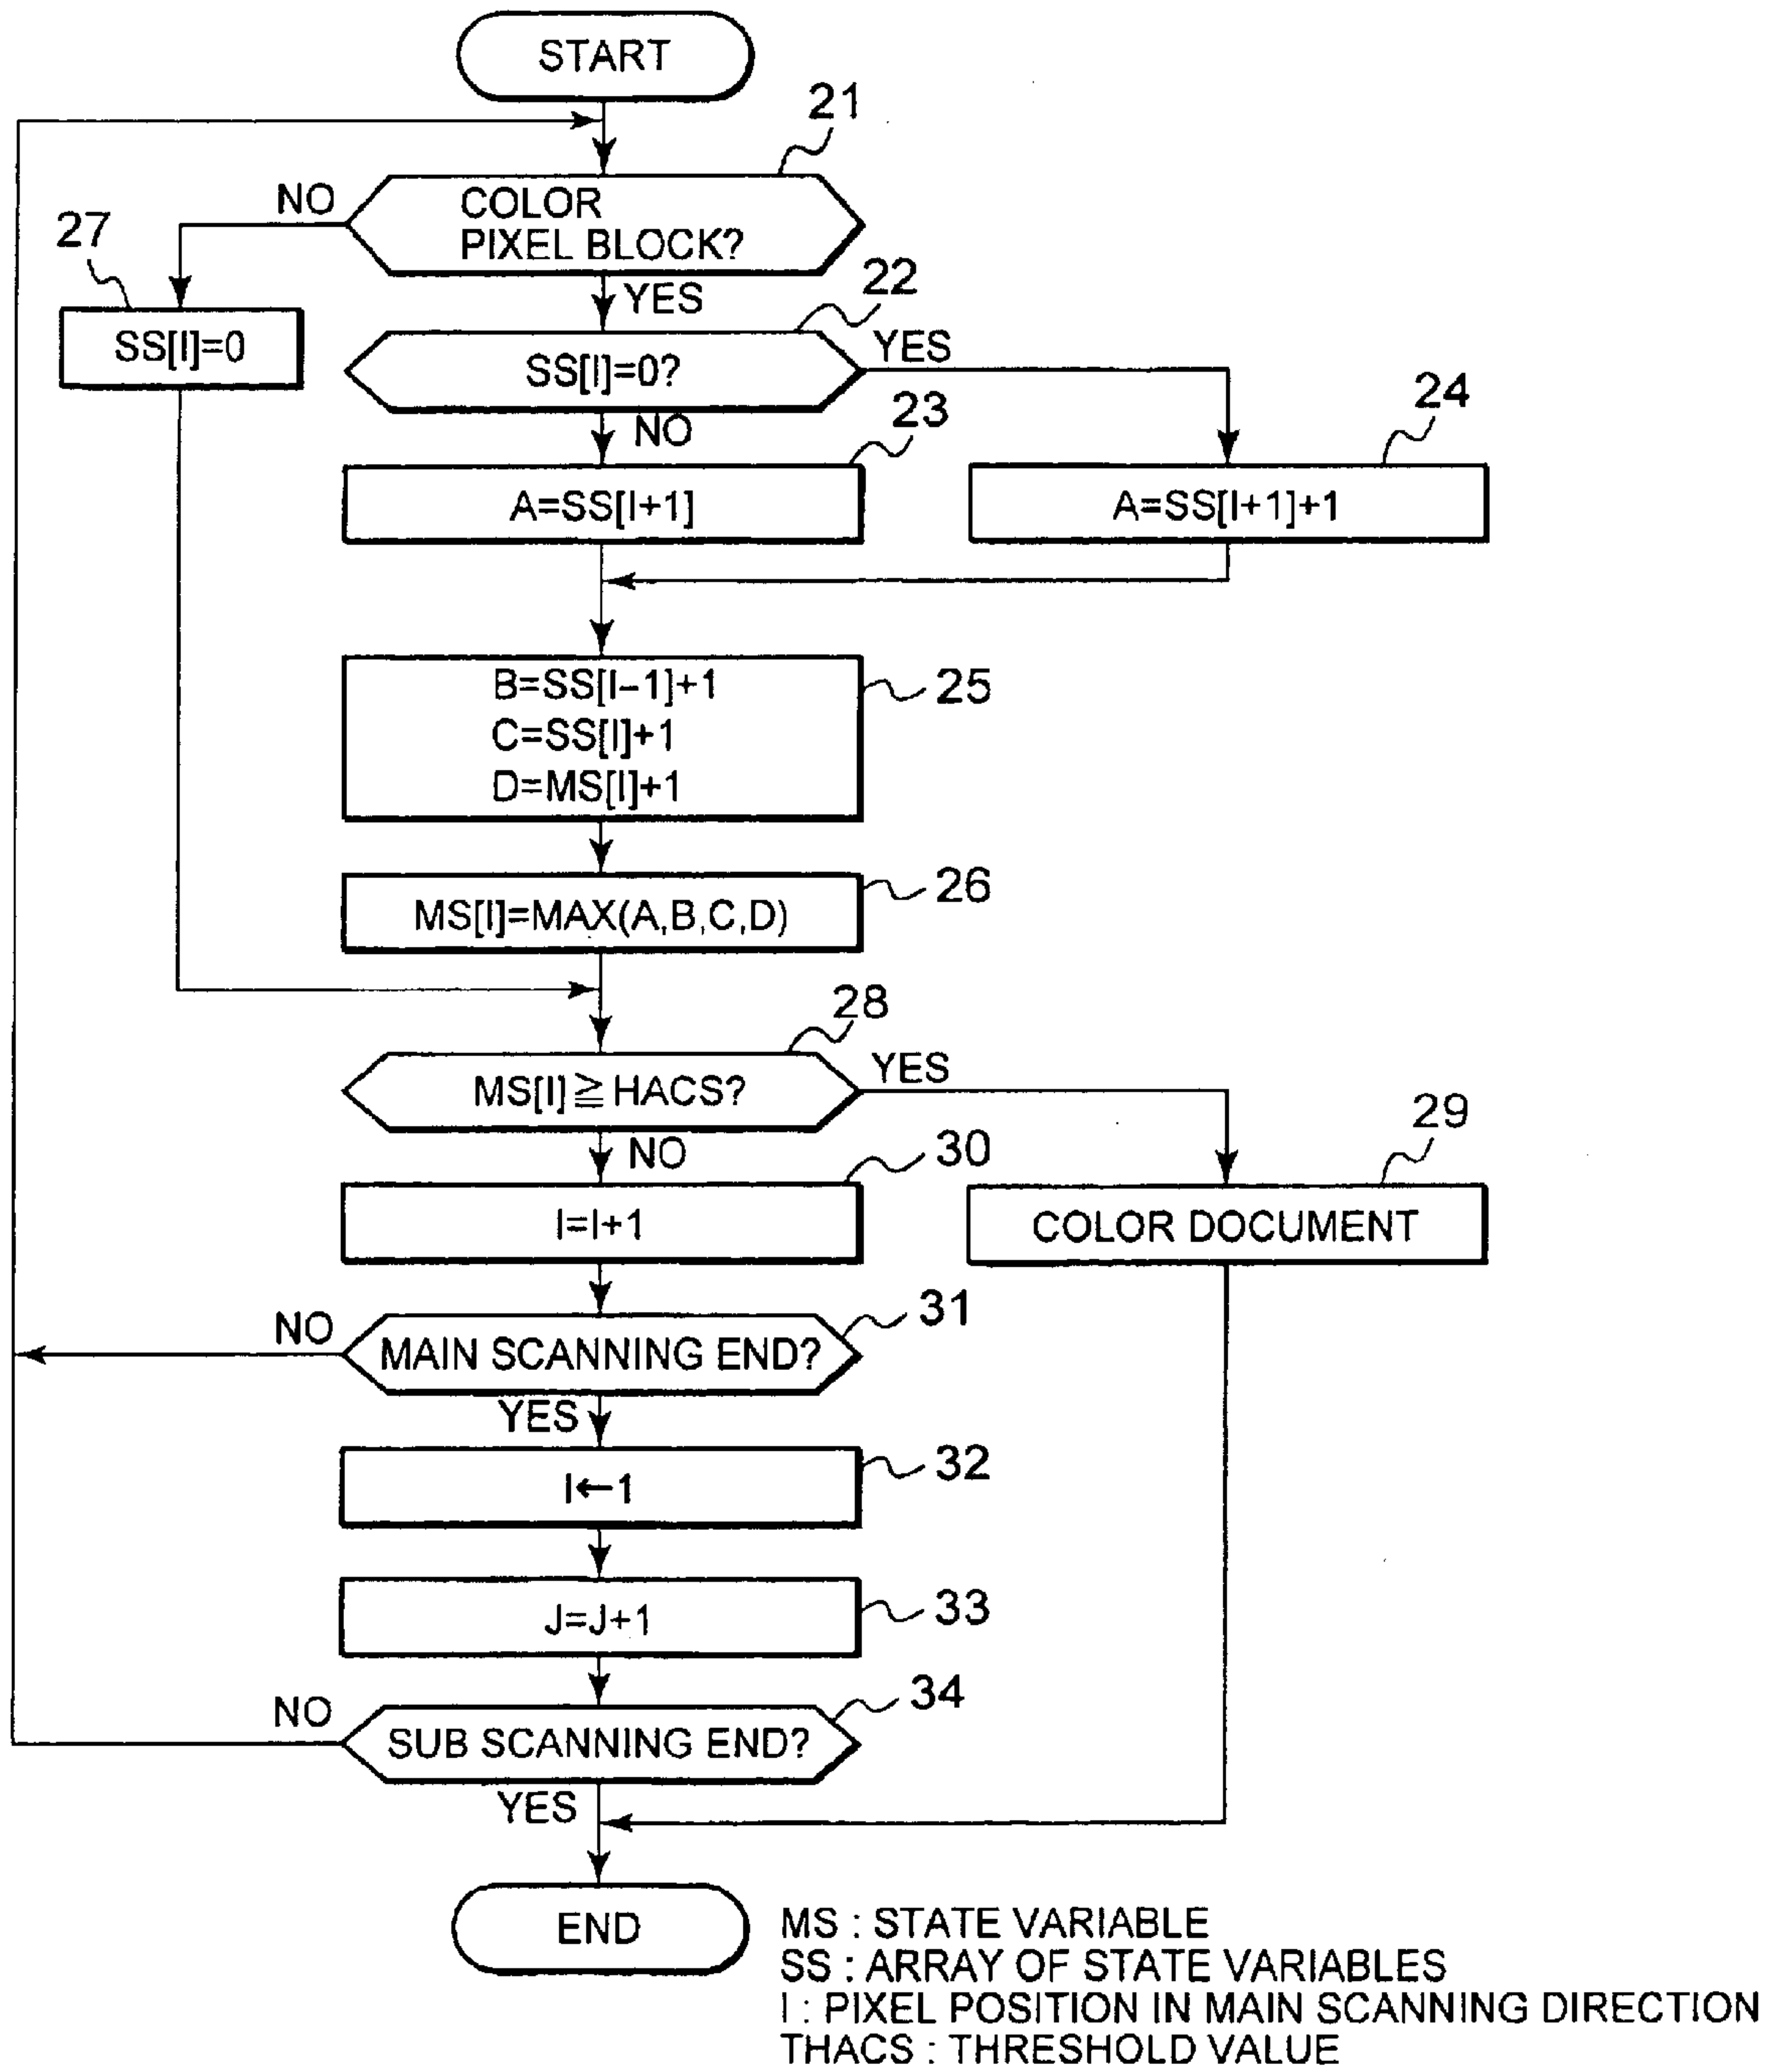 START
21
COLOR
PIXEL BLOCK?
NO
27
YES
22
SS[I]=0
SS[I]=0?
YES
23
24
NO
A=SS[I+1]
A=SS[I+1]+1
B=SS[I-1]+1
C=SS[I]+1
D=MS[I]+1
25
26
MS[I]=MAX(A,B,C,D)
28
MS[I]≧HACS?
YES
29
NO
30
I=I+1
COLOR DOCUMENT
31
NO
MAIN SCANNING END?
YES
32
I←1
33
J=J+1
34
NO
SUB SCANNING END?
YES
END
MS : STATE VARIABLE
SS : ARRAY OF STATE VARIABLES
I : PIXEL POSITION IN MAIN SCANNING DIRECTION
THACS : THRESHOLD VALUE